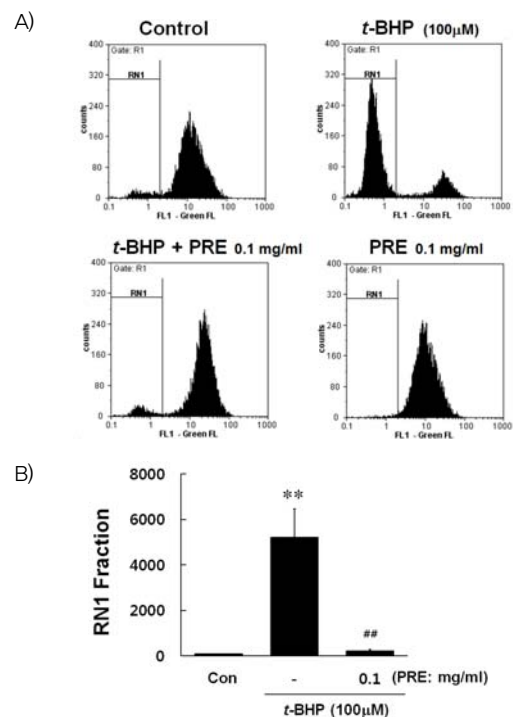 A)
Control
Gate: R1
RN1
counts
400
320
240
160
80
0
0.1 1 10 100 1000
FL1 - Green FL
t-BHP (100μM)
Gate: R1
RN1
counts
400
320
240
160
80
0
0.1 1 10 100 1000
FL1 - Green FL
t-BHP + PRE 0.1 mg/ml
Gate: R1
RN1
counts
400
320
240
160
80
0
0.1 1 10 100 1000
FL1 - Green FL
PRE 0.1 mg/ml
Gate: R1
RN1
counts
400
320
240
160
80
0
0.1 1 10 100 1000
FL1 - Green FL
B)
RN1 Fraction
8000
6000
4000
2000
0
**
##
Con - 0.1 (PRE: mg/ml)
t-BHP (100μM)